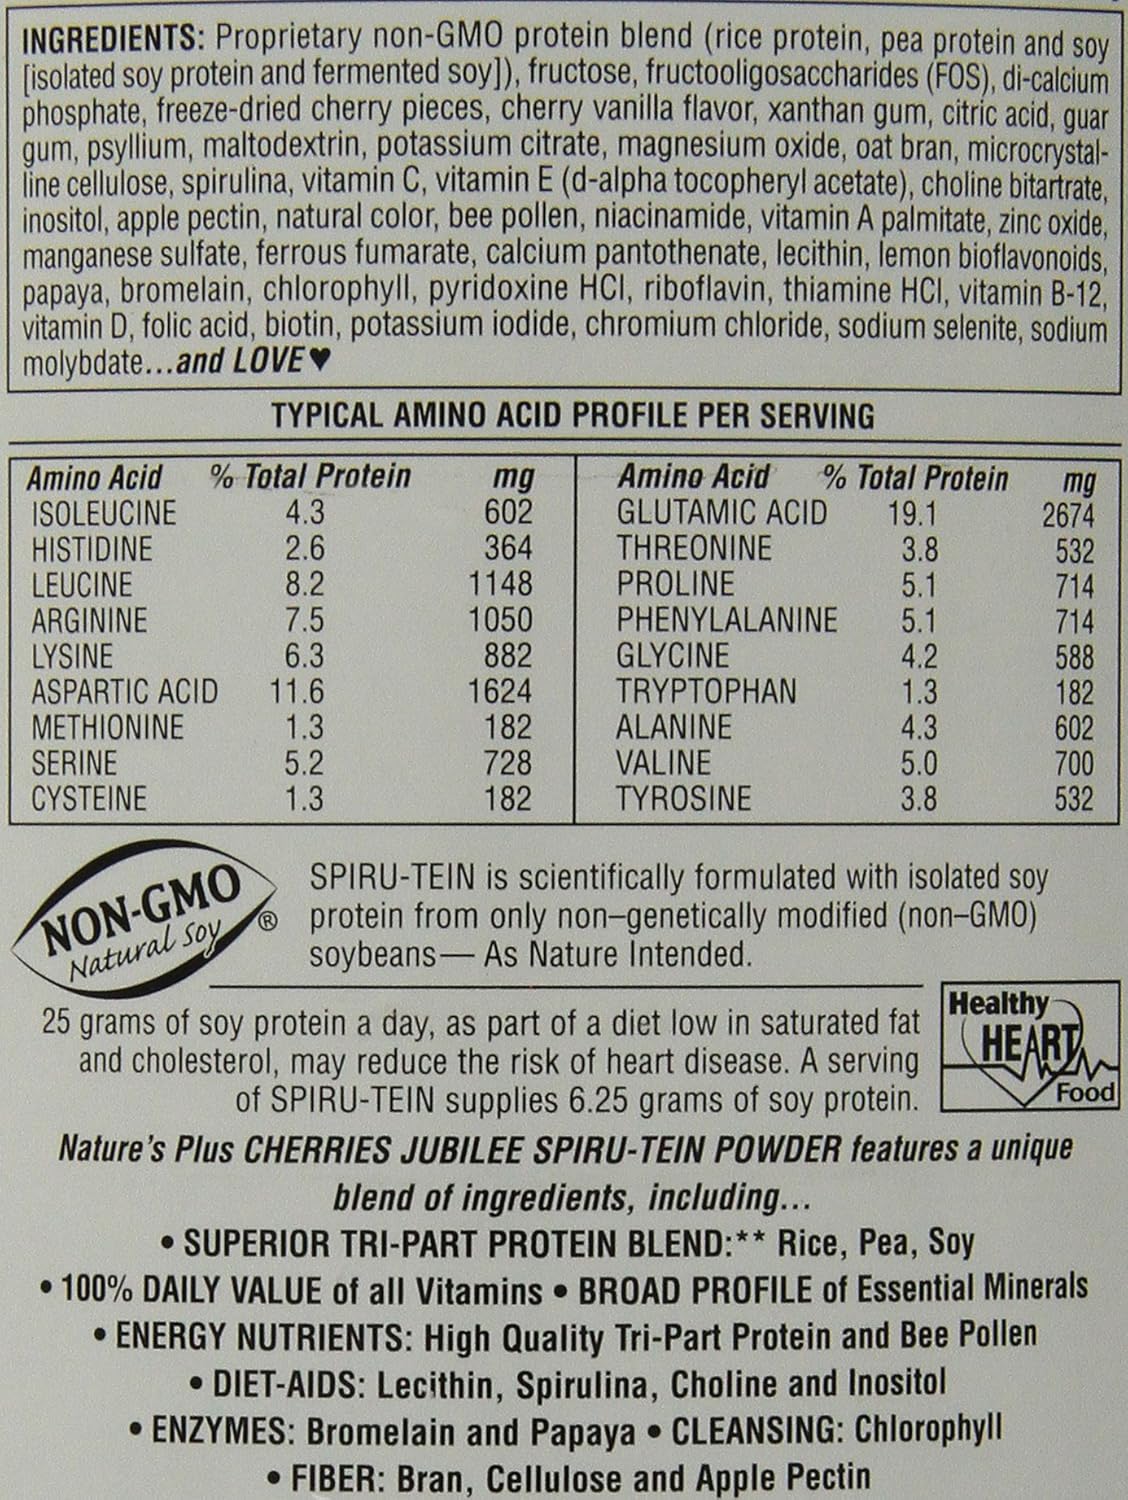 INGREDIENTS: Proprietary non-GMO protein blend (rice protein, pea protein and soy
[isolated soy protein and fermented soy]), fructose, fructooligosaccharides (FOS), di-calcium
phosphate, freeze-dried cherry pieces, cherry vanilla flavor, xanthan gum, citric acid, guar
gum, psyllium, maltodextrin, potassium citrate, magnesium oxide, oat bran, microcrystal-
line cellulose, spirulina, vitamin C, vitamin E (d-alpha tocopheryl acetate), choline bitartrate,
inositol, apple pectin, natural color, bee pollen, niacinamide, vitamin A palmitate, zinc oxide,
manganese sulfate, ferrous fumarate, calcium pantothenate, lecithin, lemon bioflavonoids,
papaya, bromelain, chlorophyll, pyridoxine HCl, riboflavin, thiamine HCl, vitamin B-12,
vitamin D, folic acid, biotin, potassium iodide, chromium chloride, sodium selenite, sodium
molybdate...and LOVE♥
TYPICAL AMINO ACID PROFILE PER SERVING
Amino Acid % Total Protein mg Amino Acid % Total Protein mg
ISOLEUCINE 4.3 602 GLUTAMIC ACID 19.1 2674
HISTIDINE 2.6 364 THREONINE 3.8 532
LEUCINE 8.2 1148 PROLINE 5.1 714
ARGININE 7.5 1050 PHENYLALANINE 5.1 714
LYSINE 6.3 882 GLYCINE 4.2 588
ASPARTIC ACID 11.6 1624 TRYPTOPHAN 1.3 182
METHIONINE 1.3 182 ALANINE 4.3 602
SERINE 5.2 728 VALINE 5.0 700
CYSTEINE 1.3 182 TYROSINE 3.8 532
NON-GMO
Natural Soy ®
SPIRU-TEIN is scientifically formulated with isolated soy
protein from only non–genetically modified (non–GMO)
soybeans— As Nature Intended.
25 grams of soy protein a day, as part of a diet low in saturated fat
and cholesterol, may reduce the risk of heart disease. A serving
of SPIRU-TEIN supplies 6.25 grams of soy protein.
Healthy
HEART
Food
Nature's Plus CHERRIES JUBILEE SPIRU-TEIN POWDER features a unique
blend of ingredients, including...
• SUPERIOR TRI-PART PROTEIN BLEND:** Rice, Pea, Soy
• 100% DAILY VALUE of all Vitamins • BROAD PROFILE of Essential Minerals
• ENERGY NUTRIENTS: High Quality Tri-Part Protein and Bee Pollen
• DIET-AIDS: Lecithin, Spirulina, Choline and Inositol
• ENZYMES: Bromelain and Papaya • CLEANSING: Chlorophyll
• FIBER: Bran, Cellulose and Apple Pectin